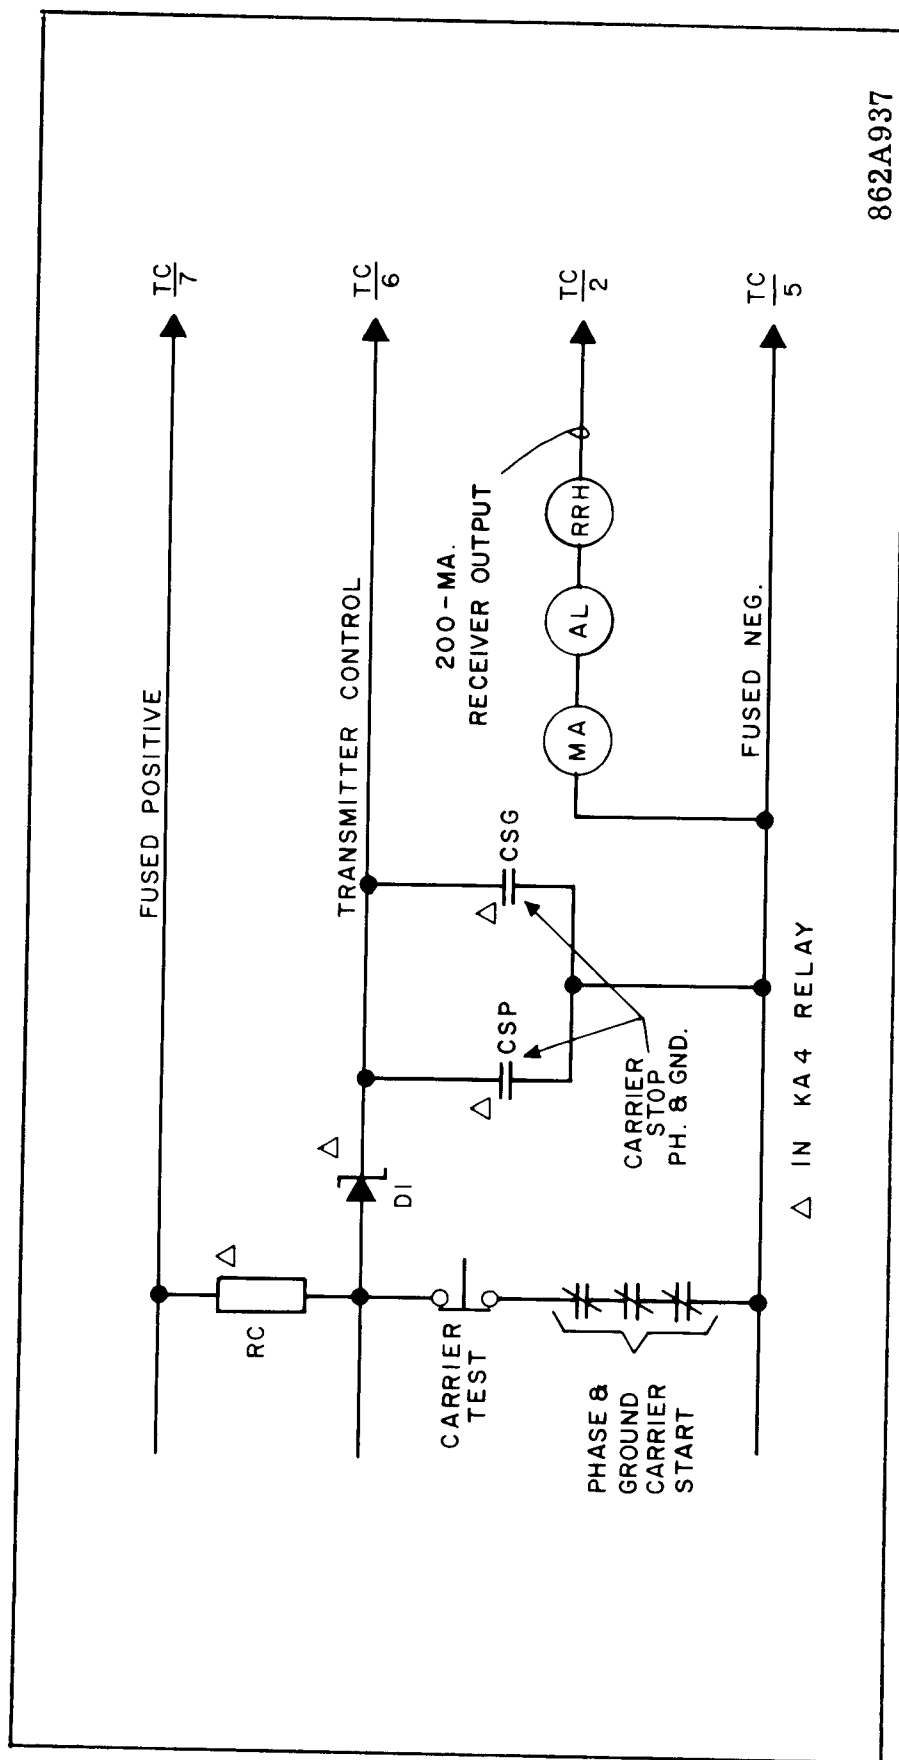 FUSED POSITIVE
TC
7
RC
△
TRANSMITTER CONTROL
TC
6
△
D1
CARRIER
TEST
△
CSP
△
CSG
200-MA.
RECEIVER OUTPUT
MA
AL
RRH
TC
2
PHASE &
GROUND
CARRIER
START
CARRIER
STOP
PH. & GND.
FUSED NEG.
TC
5
△ IN KA4 RELAY
862A937